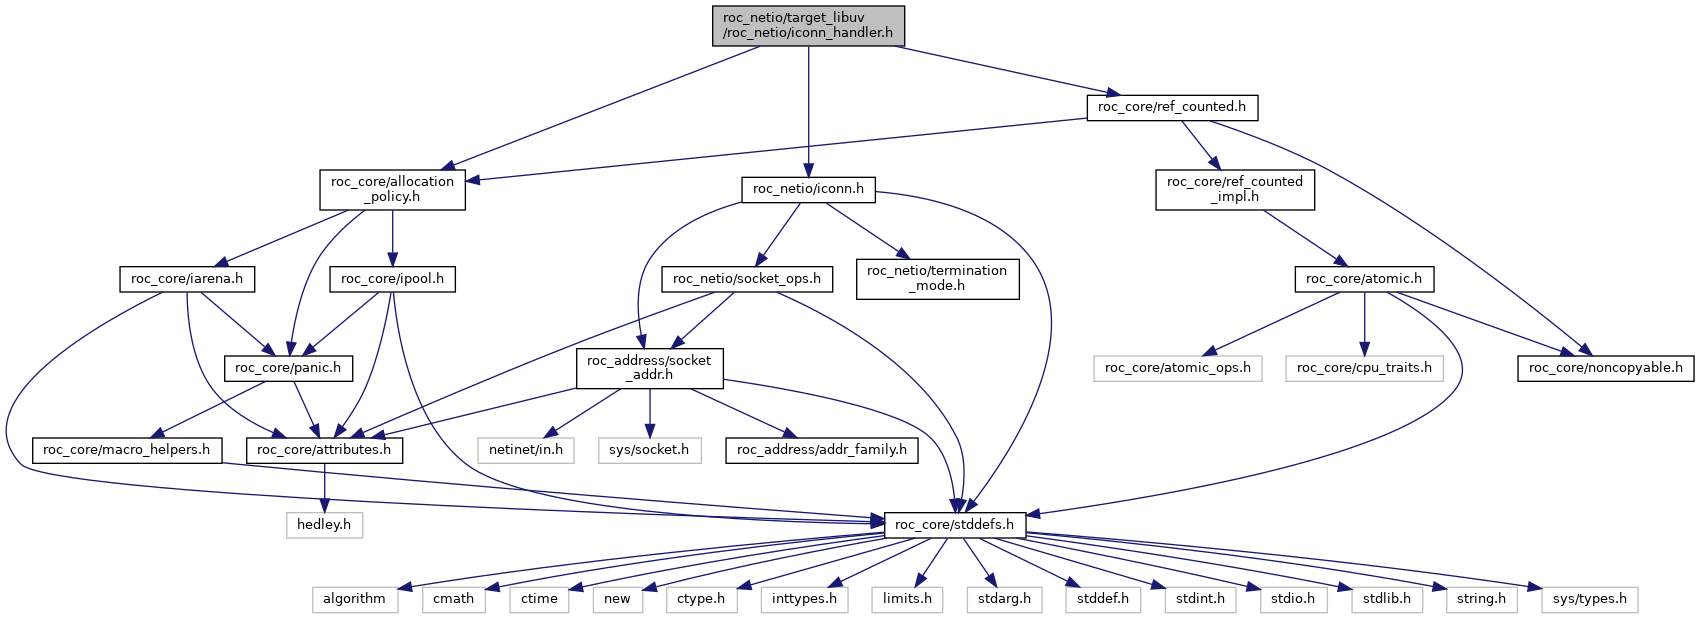 roc_netio/target_libuv
/roc_netio/iconn_handler.h
roc_core/ref_counted.h
roc_core/allocation
_policy.h
roc_netio/iconn.h
roc_core/ref_counted
_impl.h
roc_core/iarena.h
roc_core/ipool.h
roc_netio/socket_ops.h
roc_netio/termination
_mode.h
roc_core/atomic.h
roc_core/panic.h
roc_address/socket
_addr.h
roc_core/atomic_ops.h
roc_core/cpu_traits.h
roc_core/noncopyable.h
roc_core/macro_helpers.h
roc_core/attributes.h
netinet/in.h
sys/socket.h
roc_address/addr_family.h
hedley.h
roc_core/stddefs.h
algorithm
cmath
ctime
new
ctype.h
inttypes.h
limits.h
stdarg.h
stddef.h
stdint.h
stdio.h
stdlib.h
string.h
sys/types.h